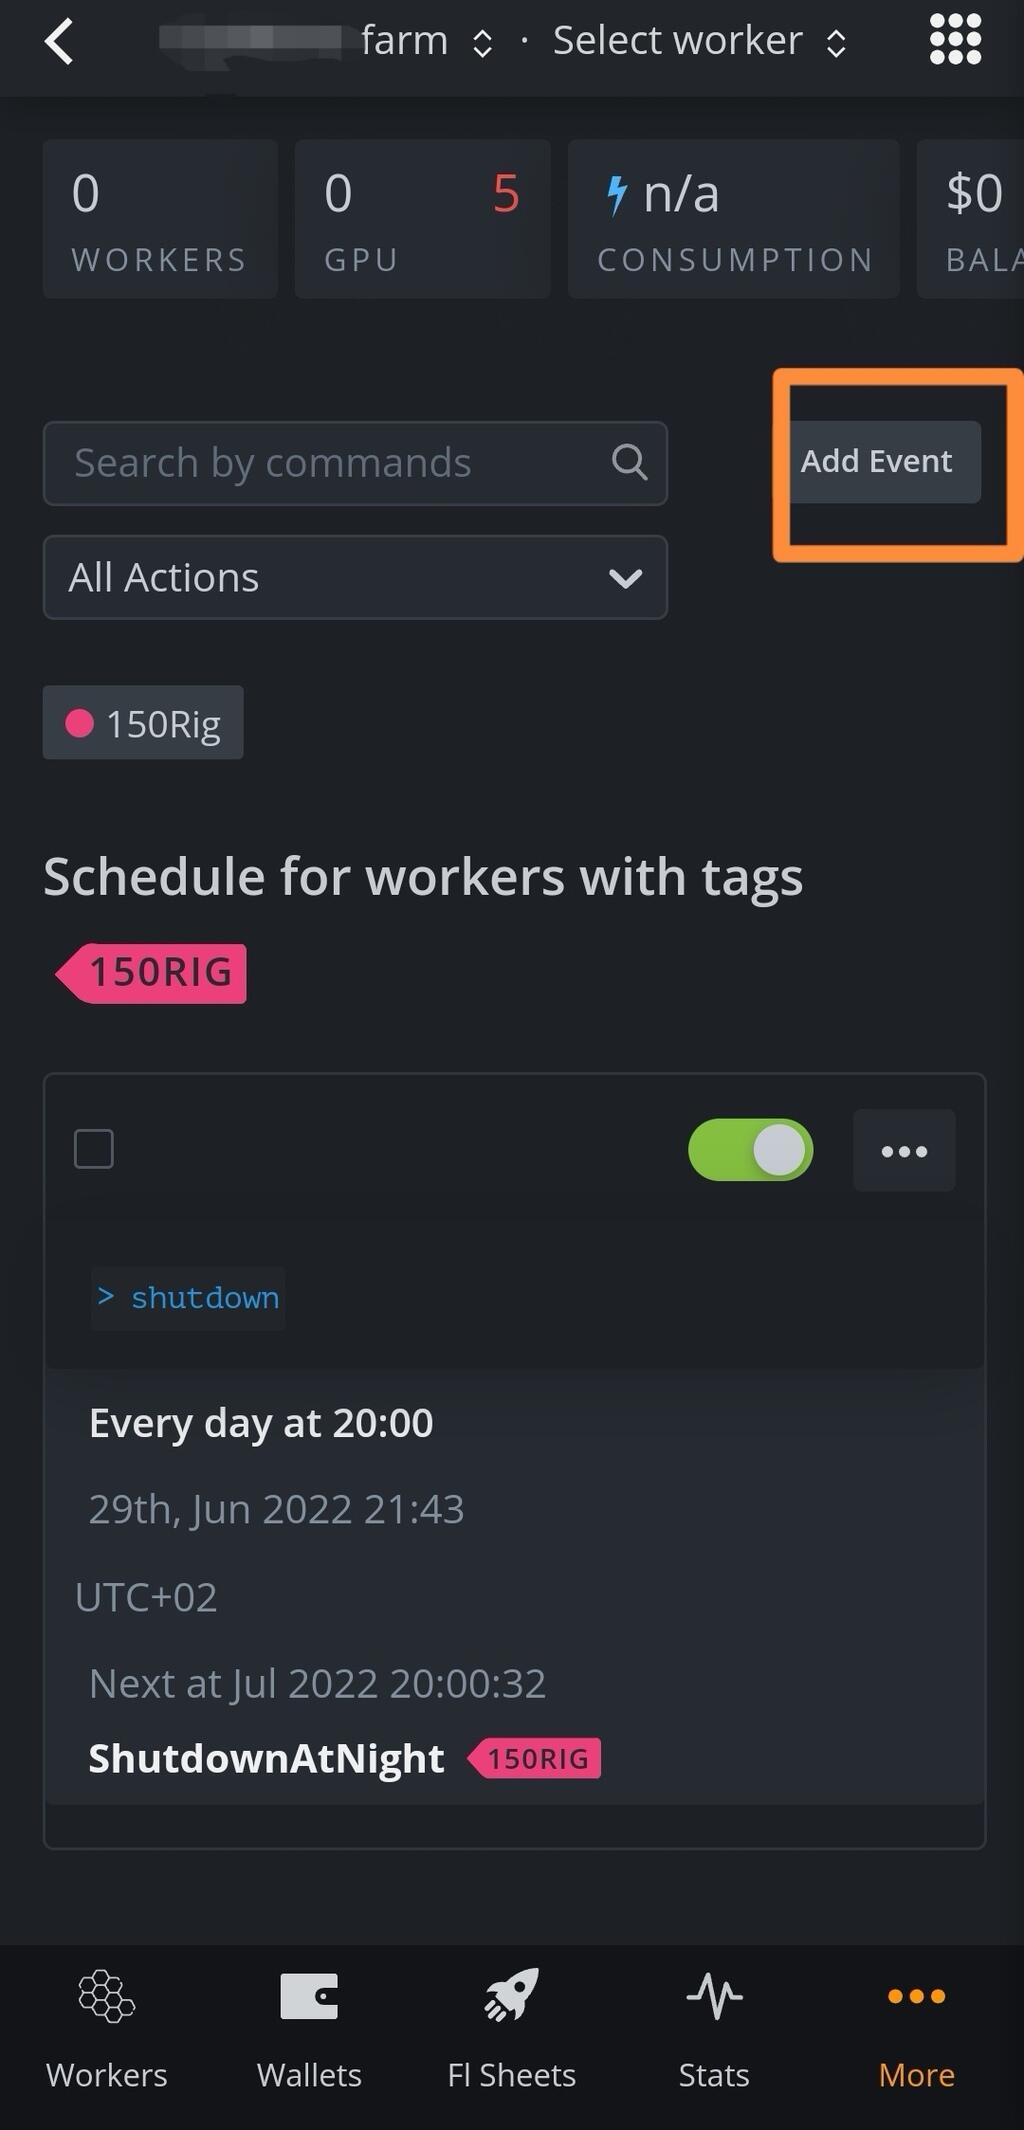 farm · Select worker
0 0 5 n/a $0
WORKERS GPU CONSUMPTION BALA
Search by commands
Add Event
All Actions
150Rig
Schedule for workers with tags
150RIG
> shutdown
Every day at 20:00
29th, Jun 2022 21:43
UTC+02
Next at Jul 2022 20:00:32
ShutdownAtNight 150RIG
Workers Wallets Fl Sheets Stats More